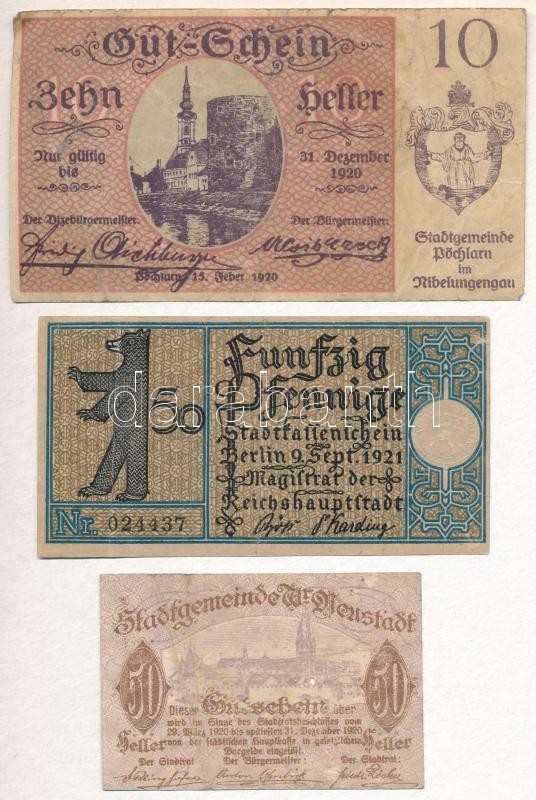 Gut-Schein
10
Zehn Heller
Nur gültig bis
31. Dezember 1920
Der Vizebürgermeister:
Der Bürgermeister:
Pöchlarn 15. Feber 1920
Stadtgemeinde
Pöchlarn
im
Nibelungengau
darabanth
50
Funfzig
Pfennige
Stadtkassenschein
Berlin 9. Sept. 1921
Magistrat der
Reichshauptstadt
Nr. 024437
Stadtgemeinde Wr. Neustadt
50
50
Dieser Gutschein über
wird im Sinne des Stadtratsbeschlusses vom
29. März 1920 bis spätesten 31. Dezember 1920
Heller von der städtischen Hauptkasse in gesetzlichem Heller
Bargelde eingelöst.
Der Stadtrat Der Bürgermeister: Der Stadtrat: